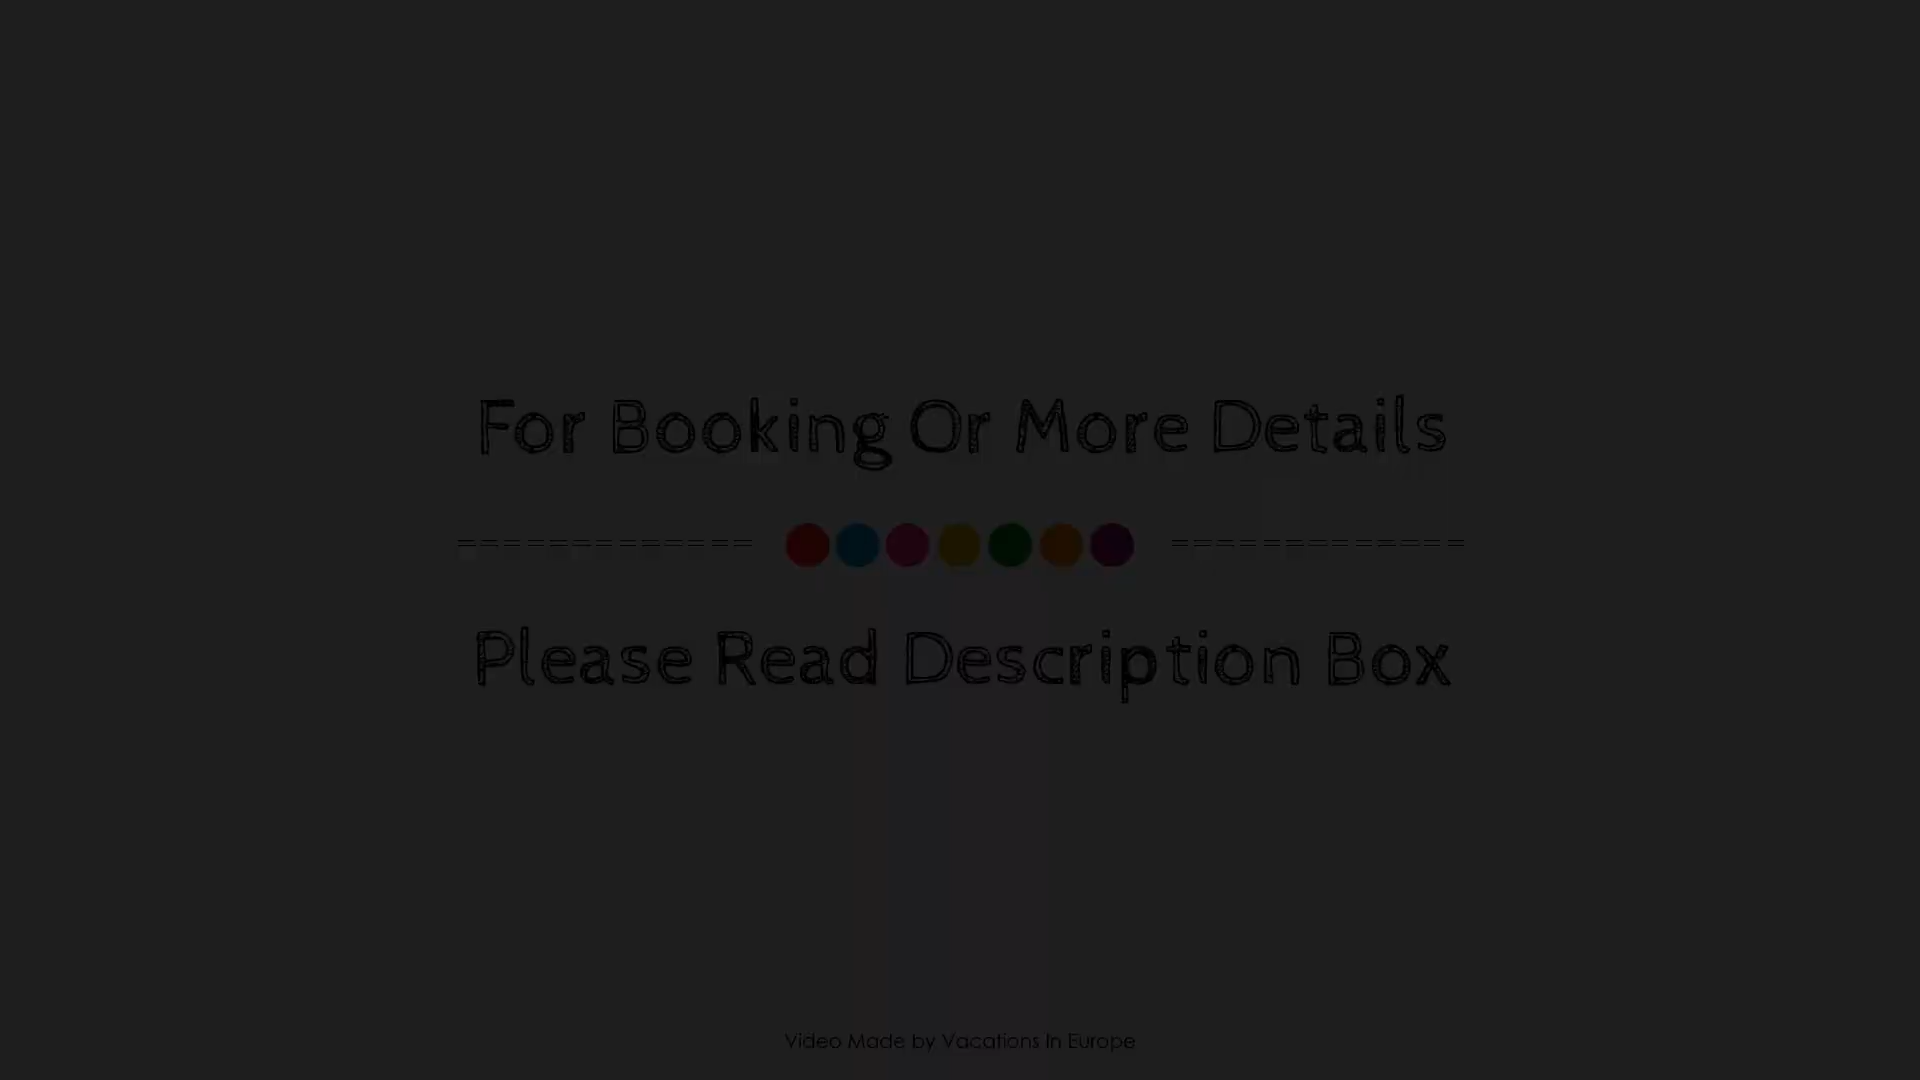 For Booking Or More Details
============= =============
Please Read Description Box
Video Made by Vacations In Europe